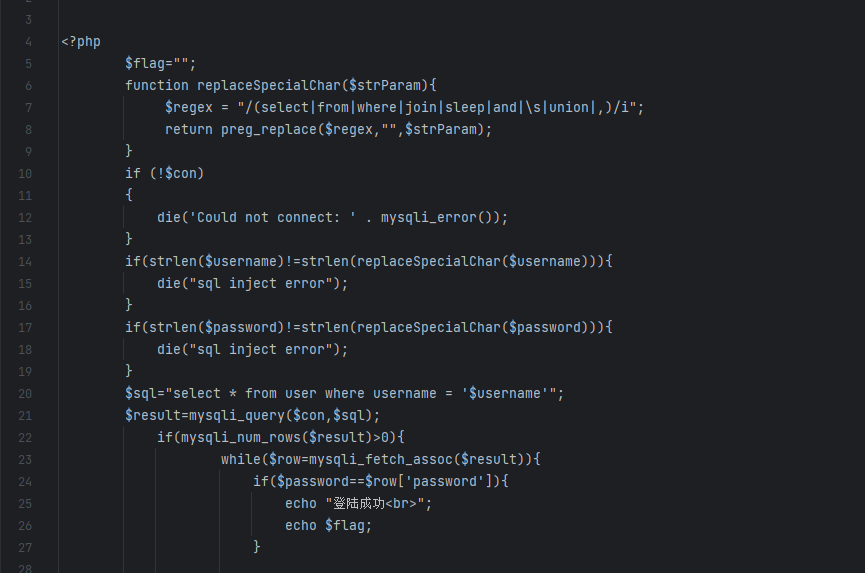 3
4 <?php
5 $flag="";
6 function replaceSpecialChar($strParam){
7 $regex = "/(select|from|where|join|sleep|and|\s|union|,)/i";
8 return preg_replace($regex,"",$strParam);
9 }
10 if (!$con)
11 {
12 die('Could not connect: ' . mysqli_error());
13 }
14 if(strlen($username)!=strlen(replaceSpecialChar($username))){
15 die("sql inject error");
16 }
17 if(strlen($password)!=strlen(replaceSpecialChar($password))){
18 die("sql inject error");
19 }
20 $sql="select * from user where username = '$username'";
21 $result=mysqli_query($con,$sql);
22 if(mysqli_num_rows($result)>0){
23 while($row=mysqli_fetch_assoc($result)){
24 if($password==$row['password']){
25 echo "登陆成功<br>";
26 echo $flag;
27 }
28